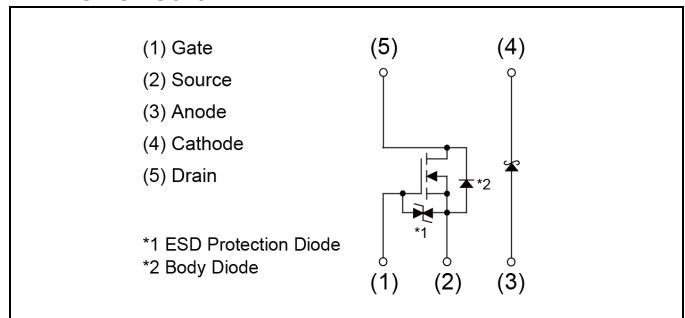 (1) Gate
(2) Source
(3) Anode
(4) Cathode
(5) Drain
*1 ESD Protection Diode
*2 Body Diode
(5)
(4)
*2
*1
(1)
(2)
(3)